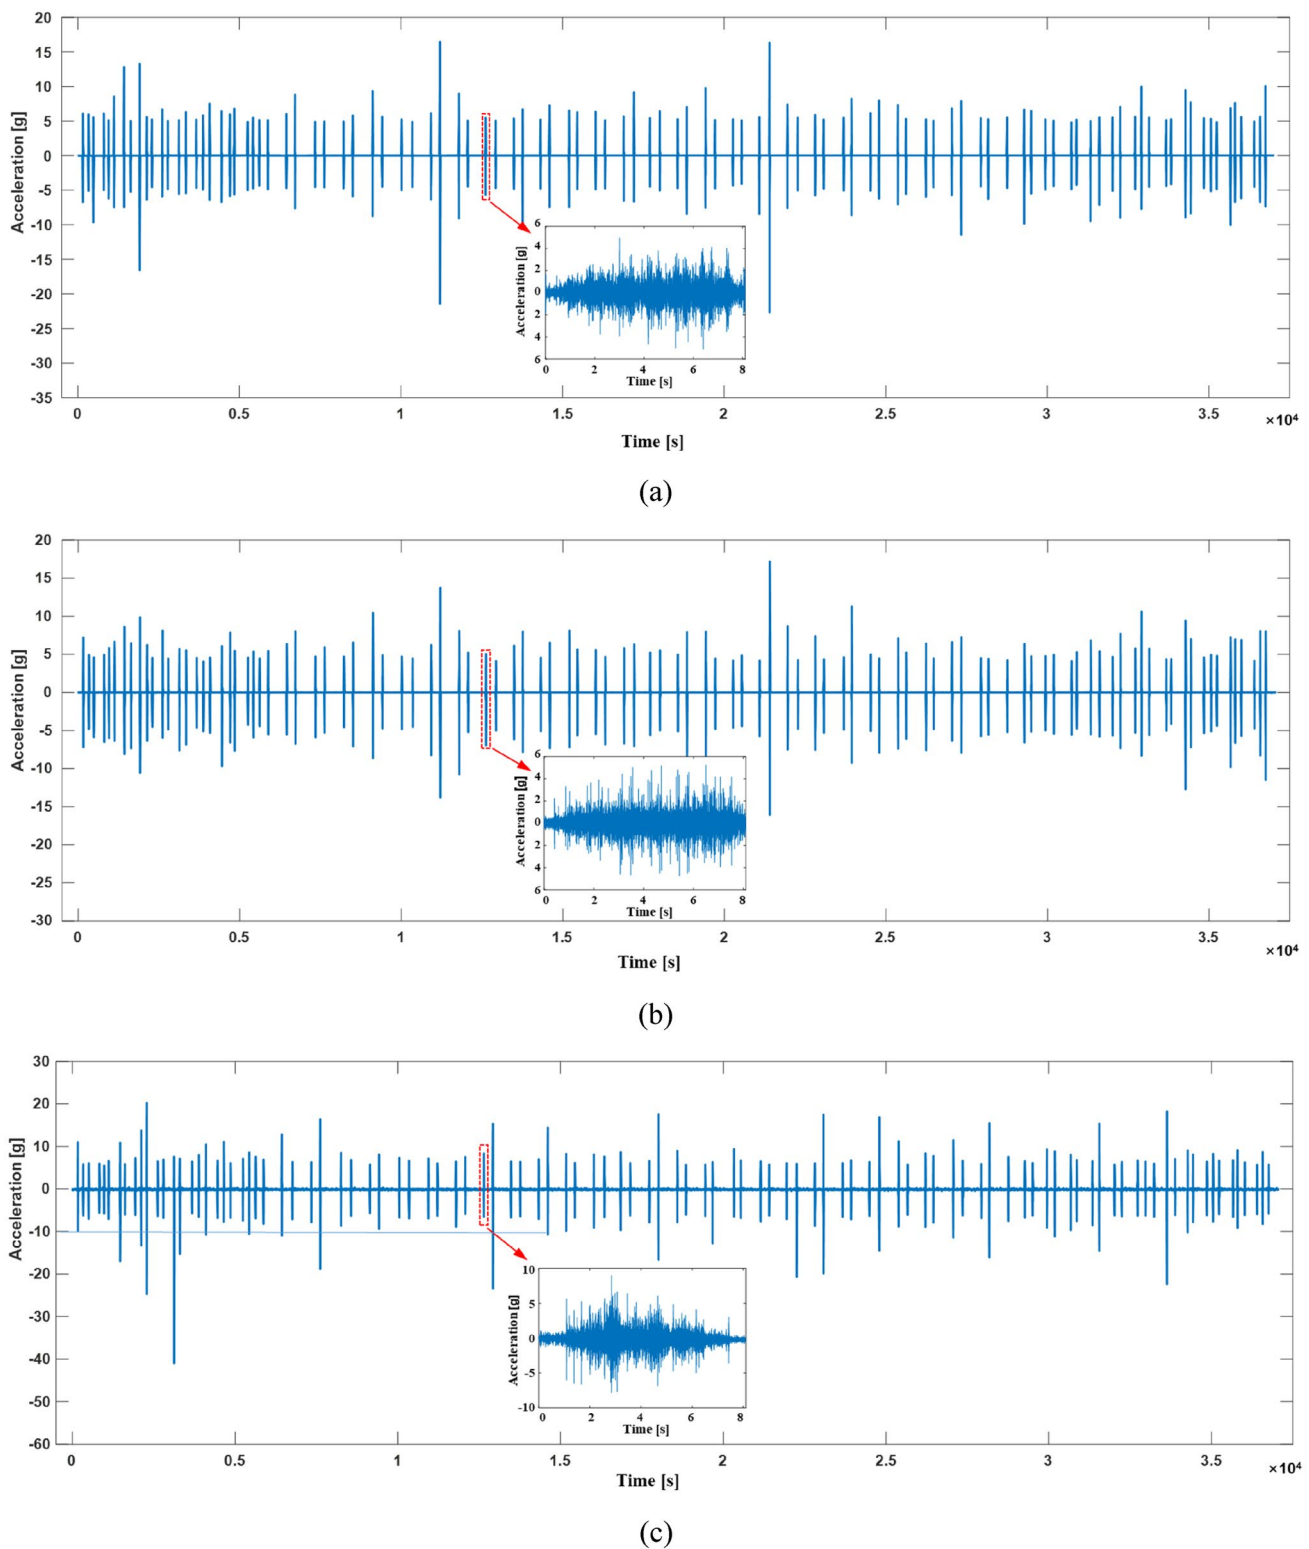 20
15
10
5
0
-5
-10
-15
-20
-25
-30
-35
Acceleration [g]
6
4
2
0
2
4
6
Acceleration [g]
0 2 4 6 8
Time [s]
0 0.5 1 1.5 2 2.5 3 3.5
×10⁴
Time [s]
(a)
20
15
10
5
0
-5
-10
-15
-20
-25
-30
Acceleration [g]
6
4
2
0
2
4
6
Acceleration [g]
0 2 4 6 8
Time [s]
0 0.5 1 1.5 2 2.5 3 3.5
×10⁴
Time [s]
(b)
30
20
10
0
-10
-20
-30
-40
-50
-60
Acceleration [g]
10
5
0
-5
-10
Acceleration [g]
0 2 4 6 8
Time [s]
0 0.5 1 1.5 2 2.5 3 3.5
×10⁴
Time [s]
(c)